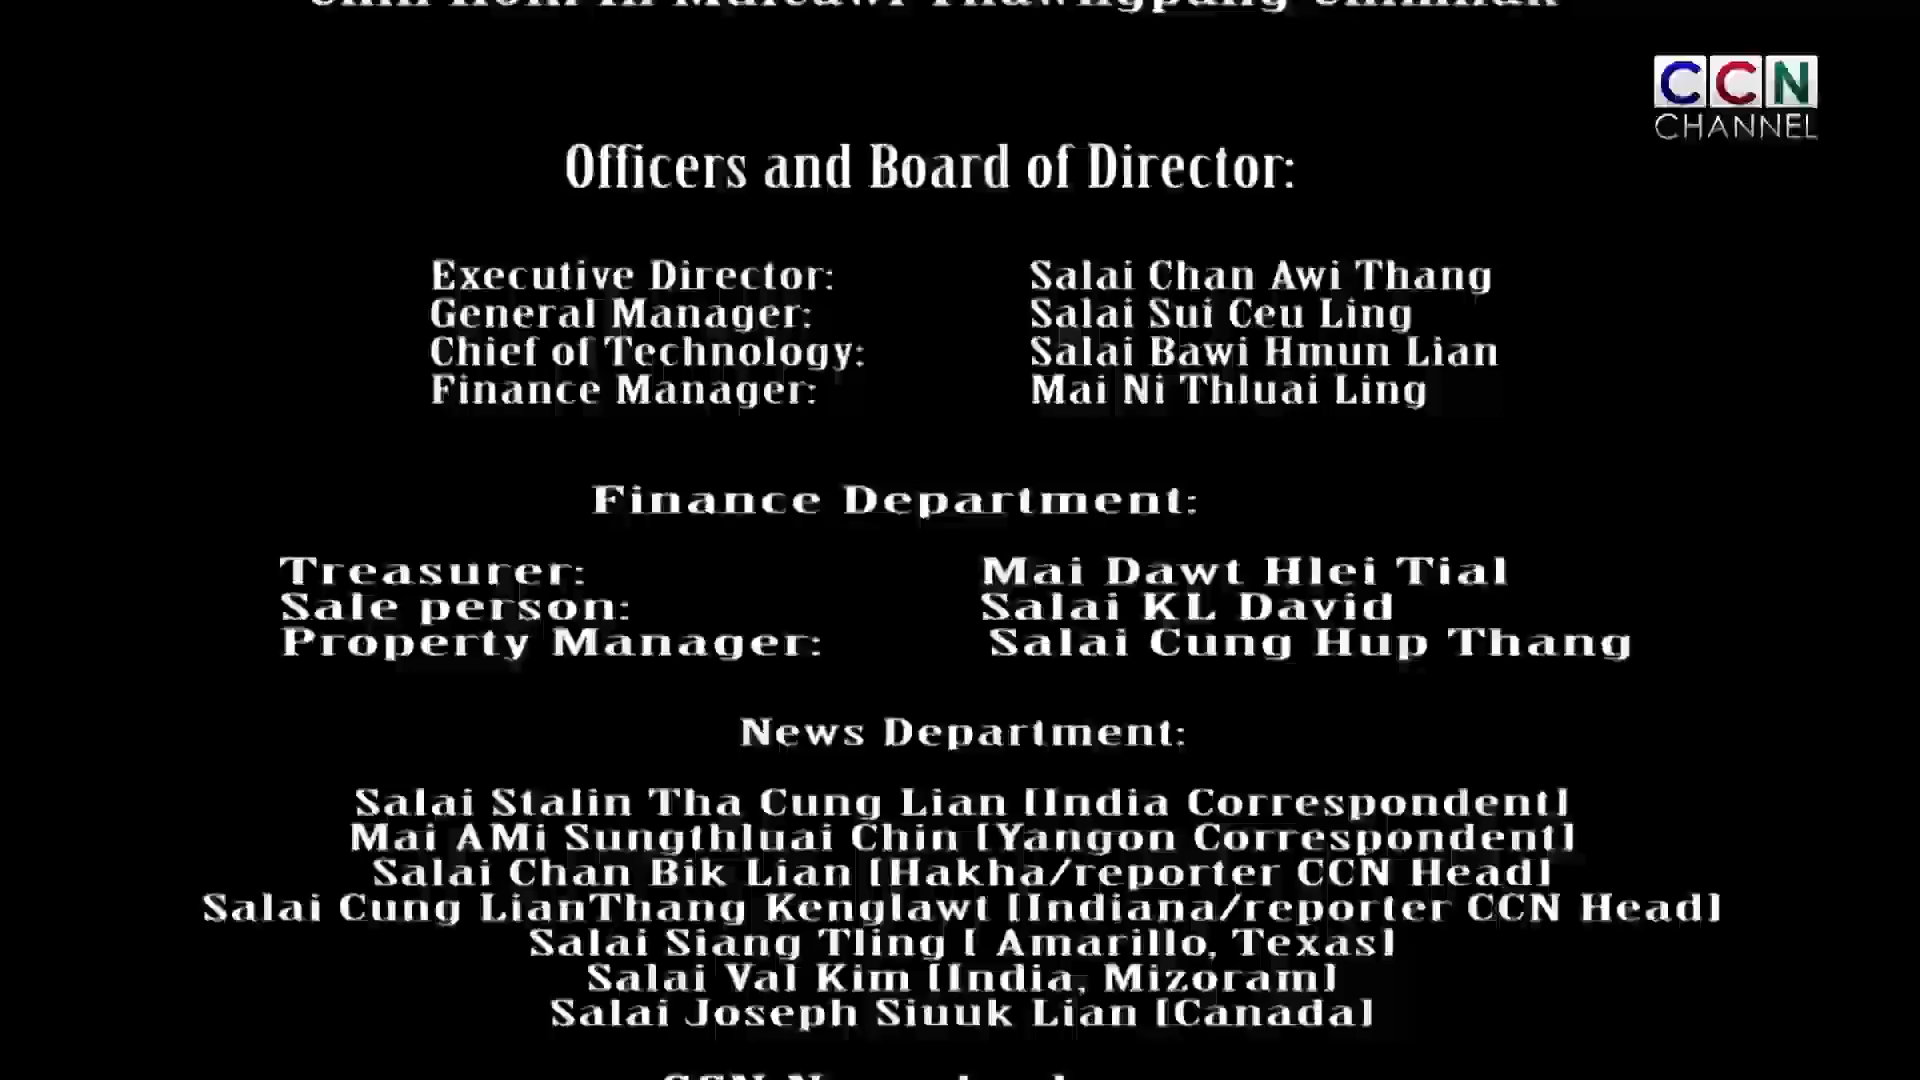 CCN
CHANNEL
Officers and Board of Director:
Executive Director: Salai Chan Awi Thang
General Manager: Salai Sui Ceu Ling
Chief of Technology: Salai Bawi Hmun Lian
Finance Manager: Mai Ni Thluai Ling
Finance Department:
Treasurer: Mai Dawt Hlei Tial
Sale person: Salai KL David
Property Manager: Salai Cung Hup Thang
News Department:
Salai Stalin Tha Cung Lian [India Correspondent]
Mai AMi Sungthluai Chin [Yangon Correspondent]
Salai Chan Bik Lian [Hakha/reporter CCN Head]
Salai Cung LianThang Kenglawt [Indiana/reporter CCN Head]
Salai Siang Tling [ Amarillo, Texas]
Salai Val Kim [India, Mizoram]
Salai Joseph Siuuk Lian [Canada]